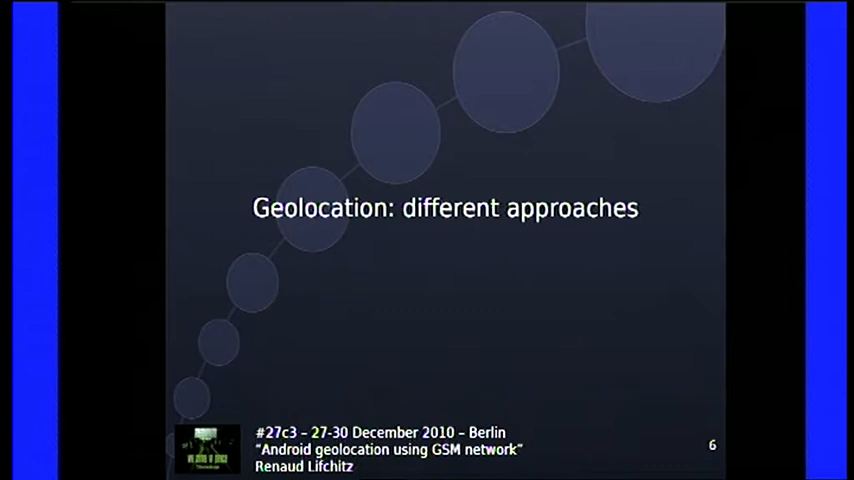 Geolocation: different approaches
#27c3 – 27-30 December 2010 – Berlin
"Android geolocation using GSM network"
Renaud Lifchitz
6